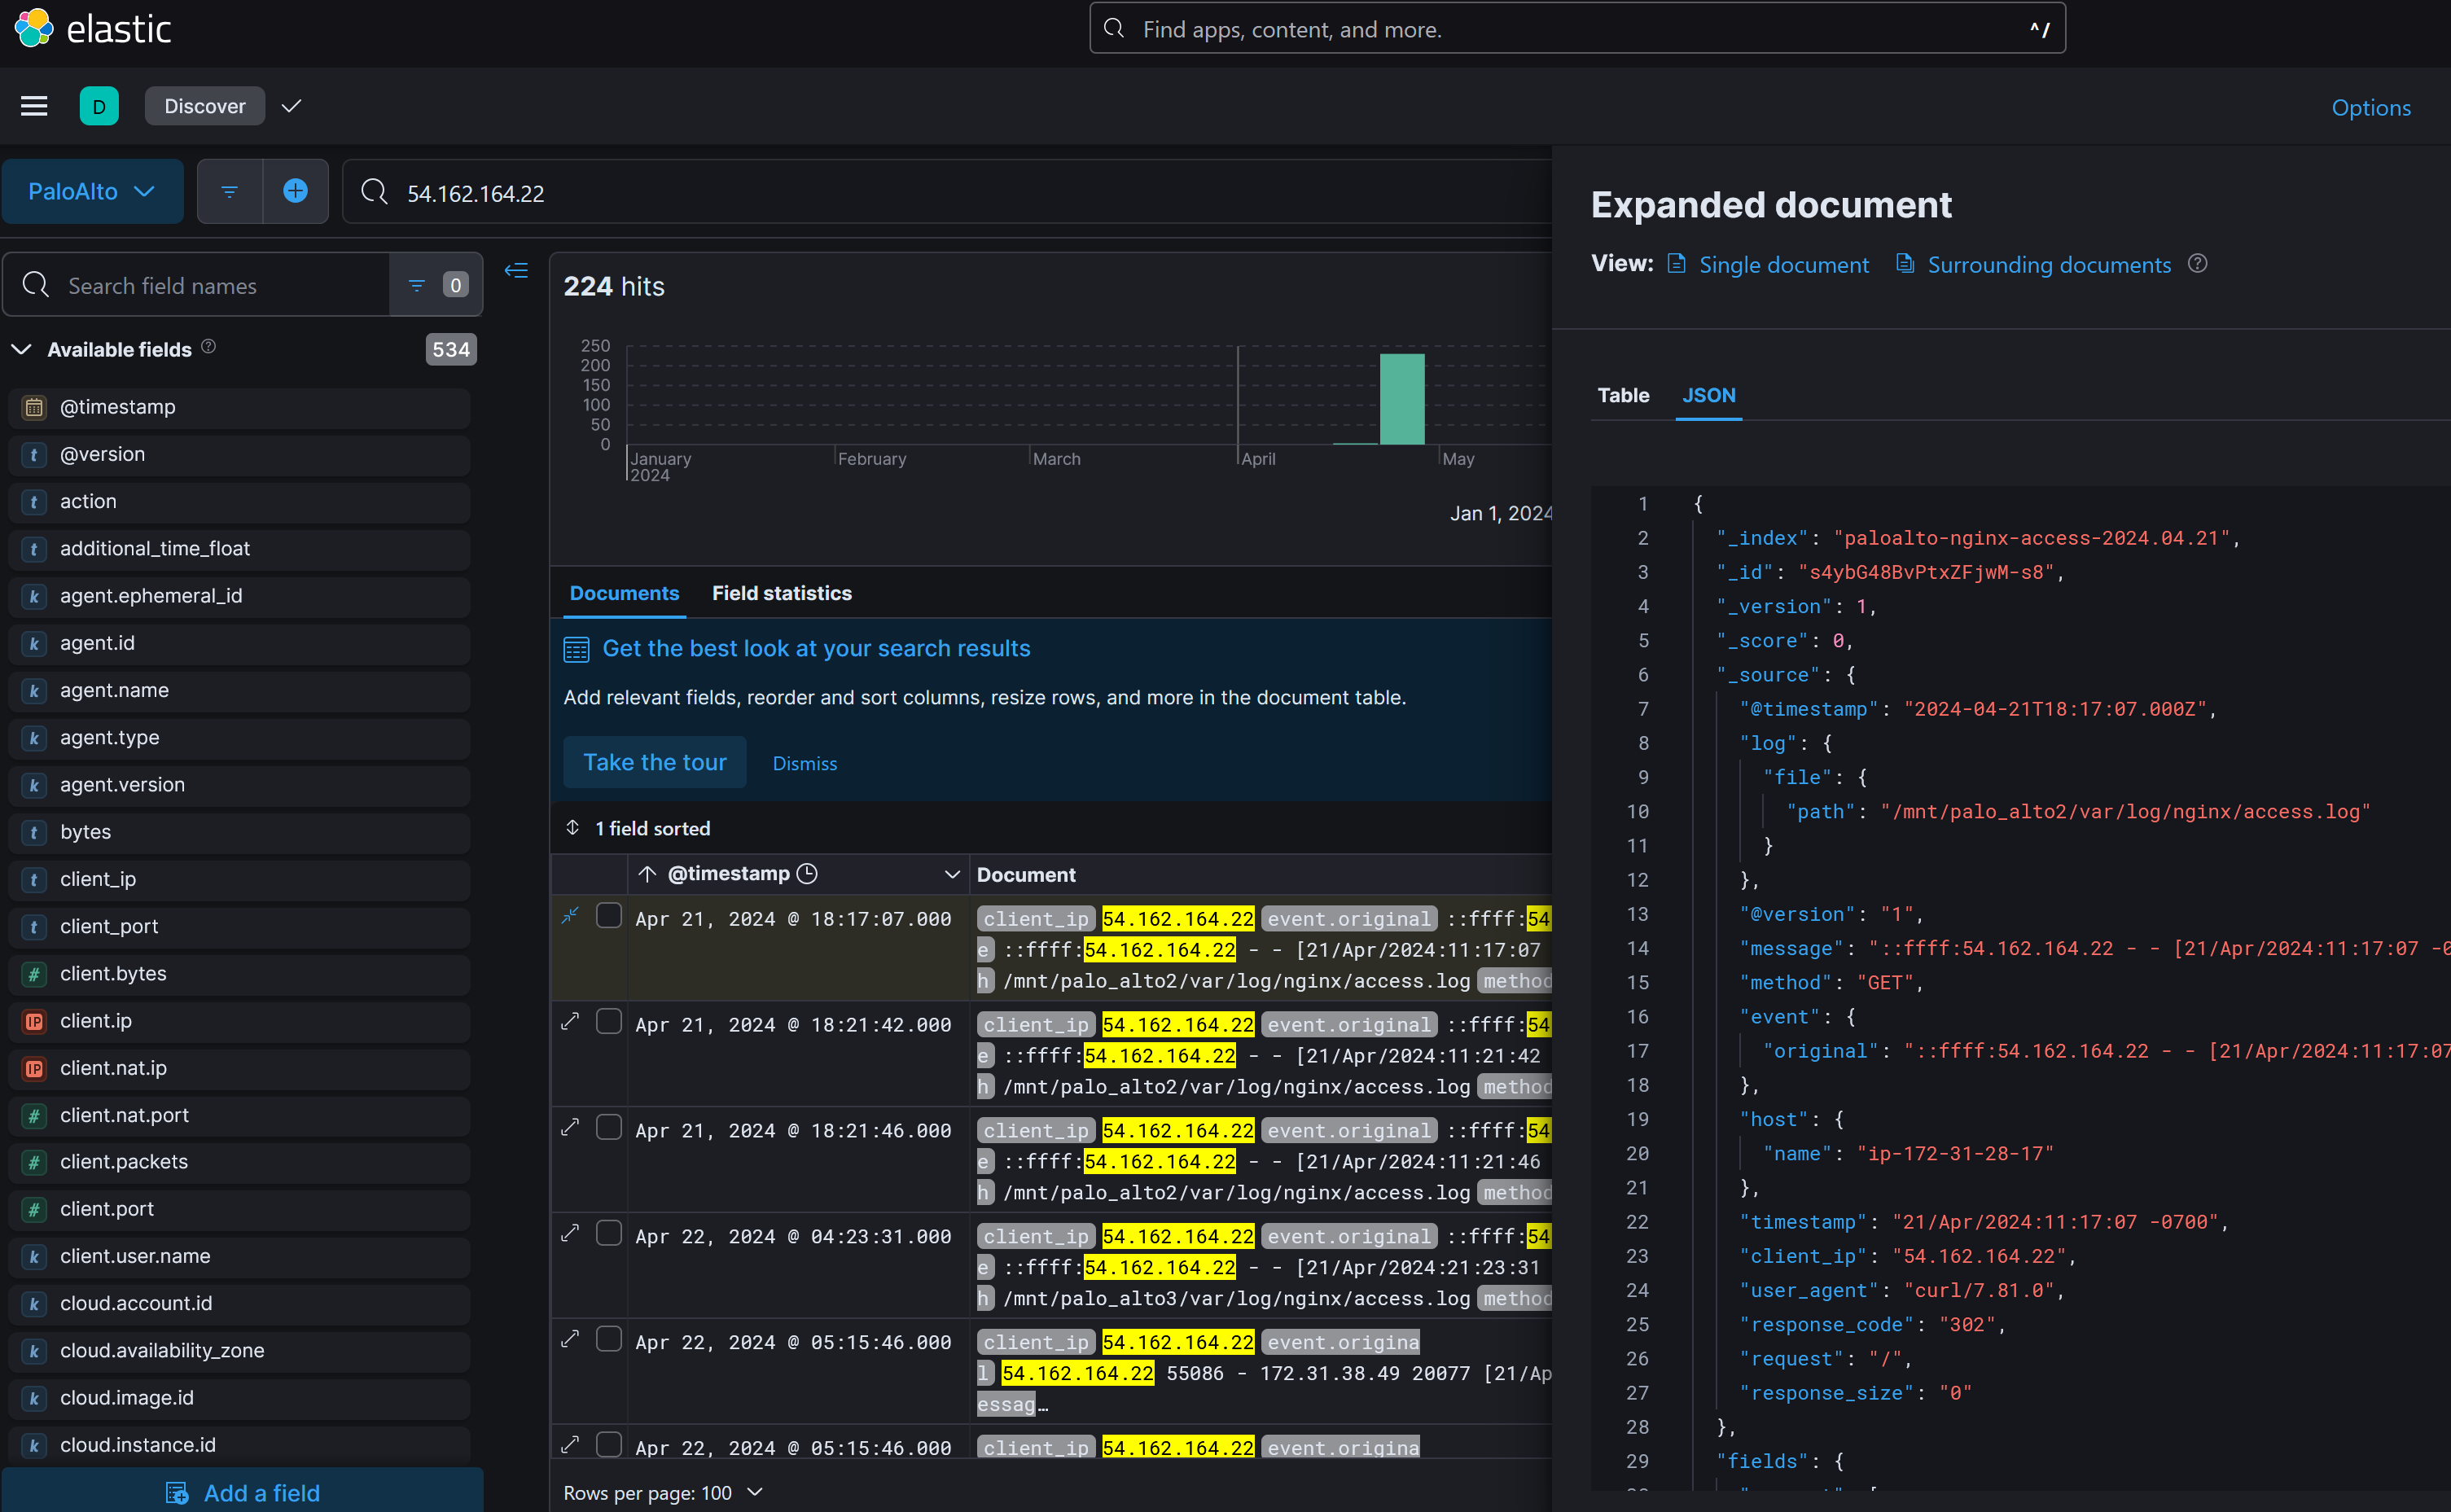 elastic
Find apps, content, and more.
^/
D
Discover
Options
PaloAlto
54.162.164.22
Search field names
0
Available fields
534
@timestamp
t @version
t action
t additional_time_float
k agent.ephemeral_id
k agent.id
k agent.name
k agent.type
k agent.version
t bytes
t client_ip
t client_port
# client.bytes
IP client.ip
IP client.nat.ip
# client.nat.port
# client.packets
# client.port
k client.user.name
k cloud.account.id
k cloud.availability_zone
k cloud.image.id
k cloud.instance.id
Add a field
224 hits
250
200
150
100
50
0
January
2024
February
March
April
May
Jan 1, 2024
Documents
Field statistics
Get the best look at your search results
Add relevant fields, reorder and sort columns, resize rows, and more in the document table.
Take the tour
Dismiss
1 field sorted
@timestamp
Document
Apr 21, 2024 @ 18:17:07.000
client_ip 54.162.164.22 event.original ::ffff:54
e ::ffff:54.162.164.22 - - [21/Apr/2024:11:17:07
h /mnt/palo_alto2/var/log/nginx/access.log method
Apr 21, 2024 @ 18:21:42.000
client_ip 54.162.164.22 event.original ::ffff:54
e ::ffff:54.162.164.22 - - [21/Apr/2024:11:21:42
h /mnt/palo_alto2/var/log/nginx/access.log method
Apr 21, 2024 @ 18:21:46.000
client_ip 54.162.164.22 event.original ::ffff:54
e ::ffff:54.162.164.22 - - [21/Apr/2024:11:21:46
h /mnt/palo_alto2/var/log/nginx/access.log method
Apr 22, 2024 @ 04:23:31.000
client_ip 54.162.164.22 event.original ::ffff:54
e ::ffff:54.162.164.22 - - [21/Apr/2024:21:23:31
h /mnt/palo_alto3/var/log/nginx/access.log method
Apr 22, 2024 @ 05:15:46.000
client_ip 54.162.164.22 event.origina
l 54.162.164.22 55086 - 172.31.38.49 20077 [21/Ap
essag…
Apr 22, 2024 @ 05:15:46.000
client_ip 54.162.164.22 event.origina
Rows per page: 100
Expanded document
View: Single document Surrounding documents
Table
JSON
1 {
2 "_index": "paloalto-nginx-access-2024.04.21",
3 "_id": "s4ybG48BvPtxZFjwM-s8",
4 "_version": 1,
5 "_score": 0,
6 "_source": {
7 "@timestamp": "2024-04-21T18:17:07.000Z",
8 "log": {
9 "file": {
10 "path": "/mnt/palo_alto2/var/log/nginx/access.log"
11 }
12 },
13 "@version": "1",
14 "message": "::ffff:54.162.164.22 - - [21/Apr/2024:11:17:07 -0
15 "method": "GET",
16 "event": {
17 "original": "::ffff:54.162.164.22 - - [21/Apr/2024:11:17:07
18 },
19 "host": {
20 "name": "ip-172-31-28-17"
21 },
22 "timestamp": "21/Apr/2024:11:17:07 -0700",
23 "client_ip": "54.162.164.22",
24 "user_agent": "curl/7.81.0",
25 "response_code": "302",
26 "request": "/",
27 "response_size": "0"
28 },
29 "fields": {